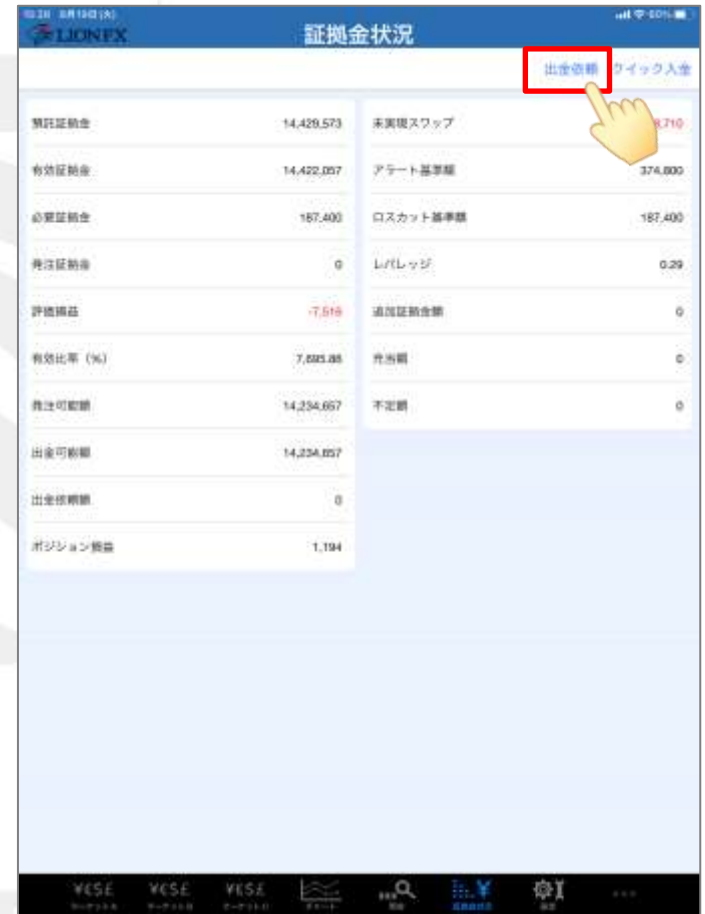 LION FX
証拠金状況
出金依頼 クイック入金
預託証拠金 14,429,573
有効証拠金 14,422,057
必要証拠金 187,400
発注証拠金 0
評価損益 -7,516
有効比率（%） 7,695.88
発注可能額 14,234,657
出金可能額 14,234,657
出金依頼額 0
ポジション損益 1,194
未実現スワップ 8,710
アラート基準額 374,800
ロスカット基準額 187,400
レバレッジ 0.29
追加証拠金額 0
充当額 0
不足額 0
¥€$£ ¥€$£ ¥€$£